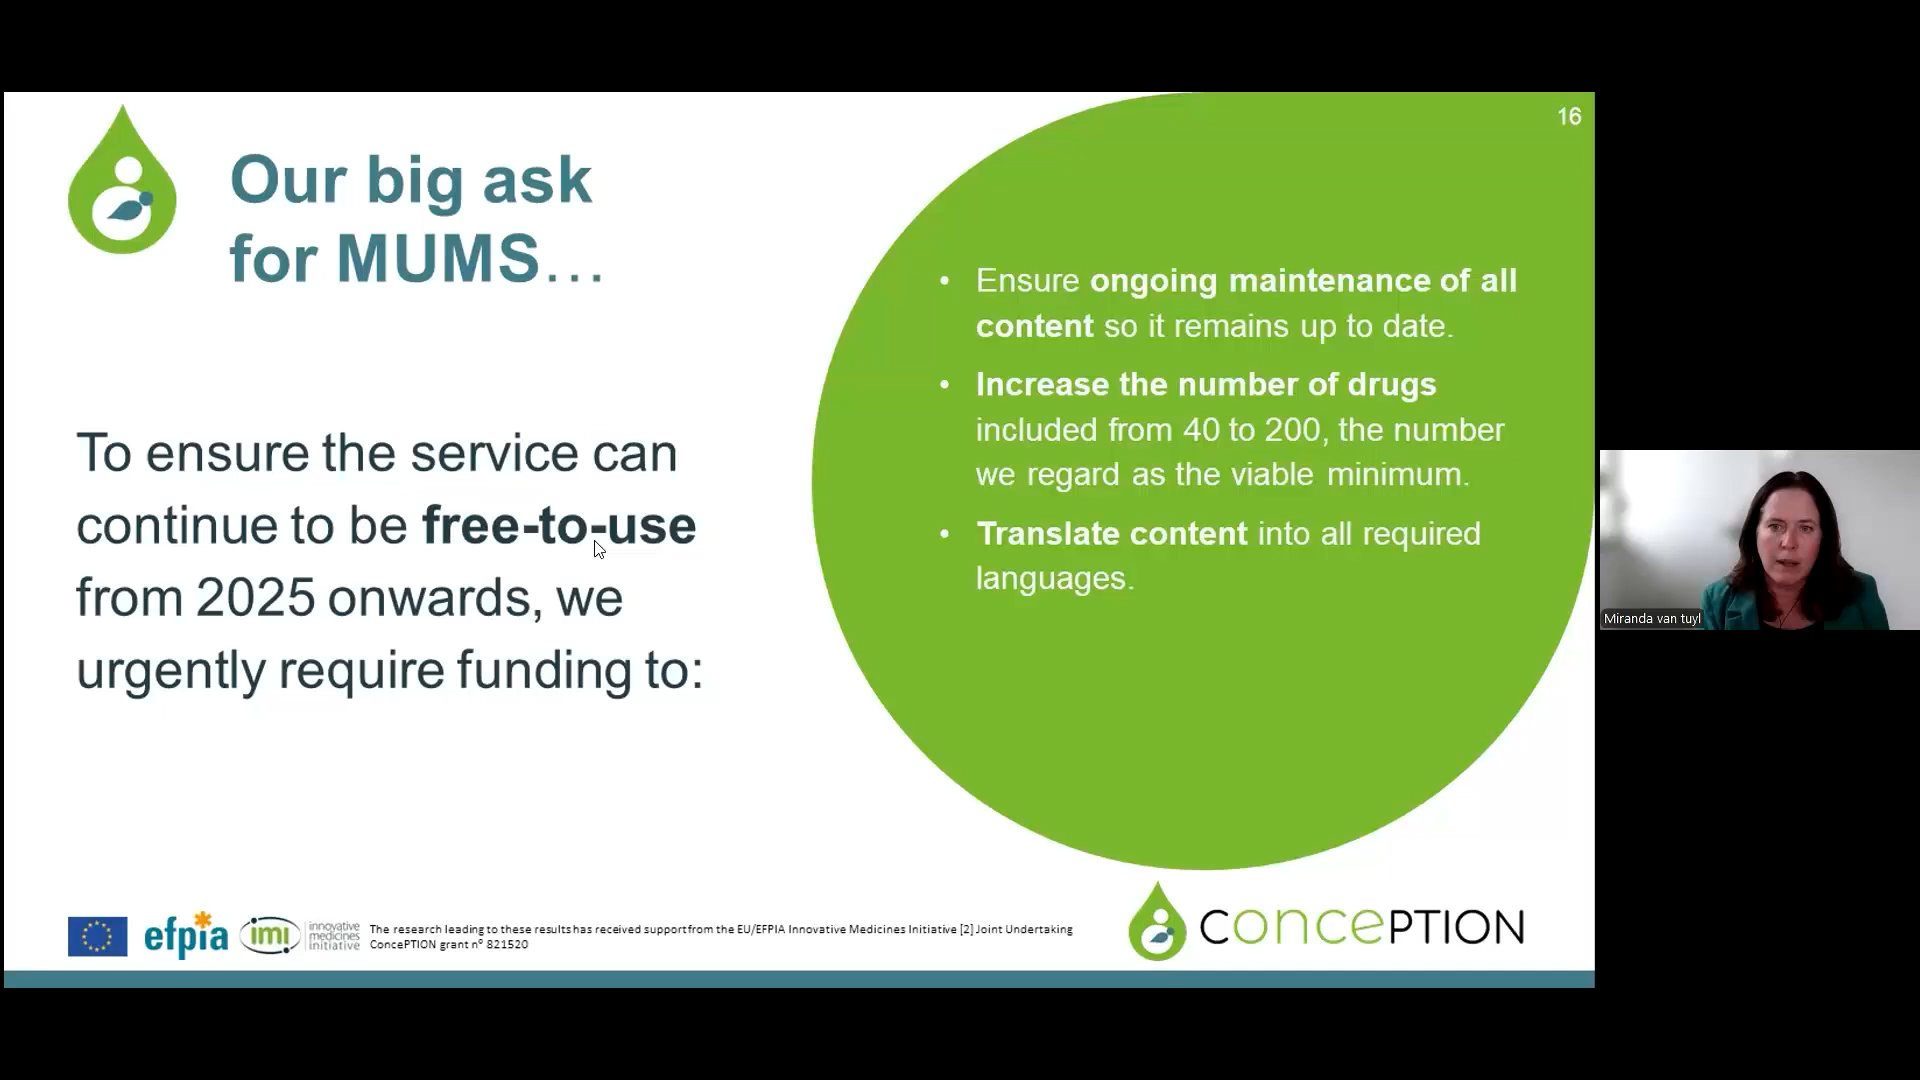 16
Our big ask
for MUMS…
To ensure the service can
continue to be free-to-use
from 2025 onwards, we
urgently require funding to:
• Ensure ongoing maintenance of all
content so it remains up to date.
• Increase the number of drugs
included from 40 to 200, the number
we regard as the viable minimum.
• Translate content into all required
languages.
Miranda van tuyl
efpia
imi
innovative
medicines
initiative
The research leading to these results has received support from the EU/EFPIA Innovative Medicines Initiative [2] Joint Undertaking
ConcePTION grant nº 821520
concePTION